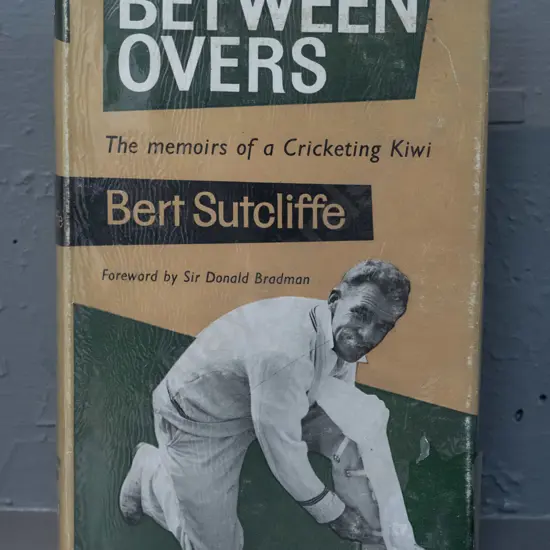 BETWEEN
OVERS
The memoirs of a Cricketing Kiwi
Bert Sutcliffe
Foreword by Sir Donald Bradman